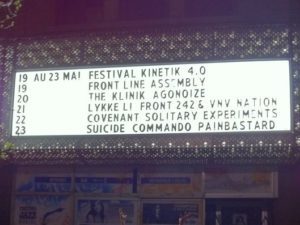 19 AU 23 MAI FESTIVAL KINETIK 4.0
19 FRONT LINE ASSEMBLY
20 THE KLINIK AGONOIZE
21 LYKKE LI FRONT 242 & VNV NATION
22 COVENANT SOLITARY EXPERIMENTS
23 SUICIDE COMMANDO PAINBASTARD
JAZZ